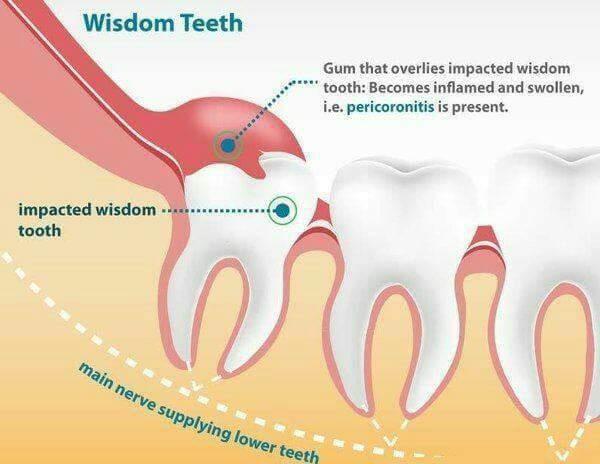 Wisdom Teeth
Gum that overlies impacted wisdom
tooth: Becomes inflamed and swollen,
i.e. pericoronitis is present.
impacted wisdom
tooth
main nerve supplying lower teeth